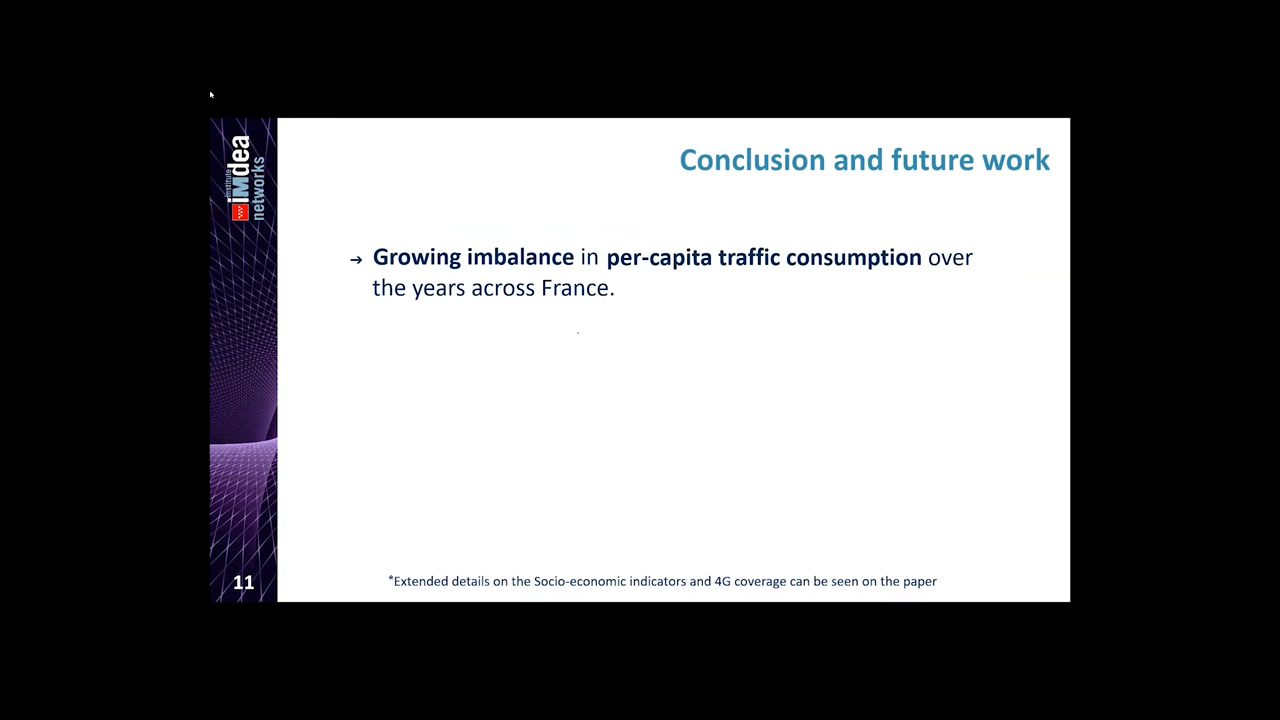 Conclusion and future work
institute
iMdea
networks
→ Growing imbalance in per-capita traffic consumption over
the years across France.
*Extended details on the Socio-economic indicators and 4G coverage can be seen on the paper
11